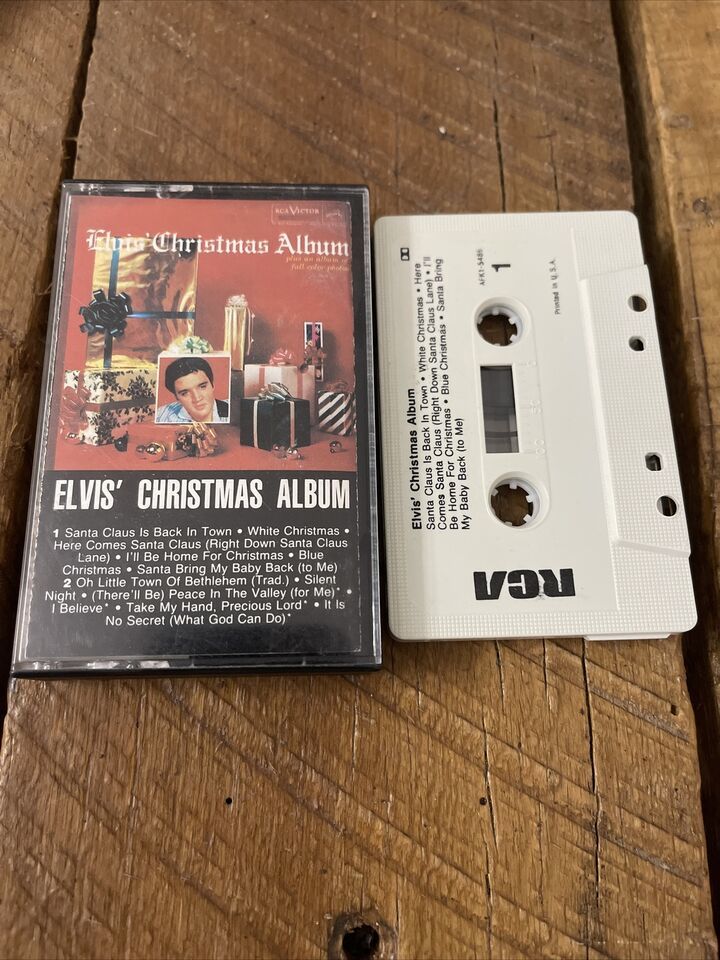 RCA VICTOR
Elvis' Christmas Album
plus an album of
full color photos
ELVIS' CHRISTMAS ALBUM
1 Santa Claus Is Back In Town • White Christmas •
Here Comes Santa Claus (Right Down Santa Claus
Lane) • I'll Be Home For Christmas • Blue
Christmas • Santa Bring My Baby Back (to Me)
2 Oh Little Town Of Bethlehem (Trad.) • Silent
Night • (There'll Be) Peace In The Valley (for Me)* •
I Believe* • Take My Hand, Precious Lord* • It Is
No Secret (What God Can Do)*
Elvis' Christmas Album
Santa Claus Is Back In Town • White Christmas • Here
Comes Santa Claus (Right Down Santa Claus Lane) • I'll
Be Home For Christmas • Blue Christmas • Santa Bring
My Baby Back (to Me)
AFK1-5486
1
Printed in U.S.A.
RCA